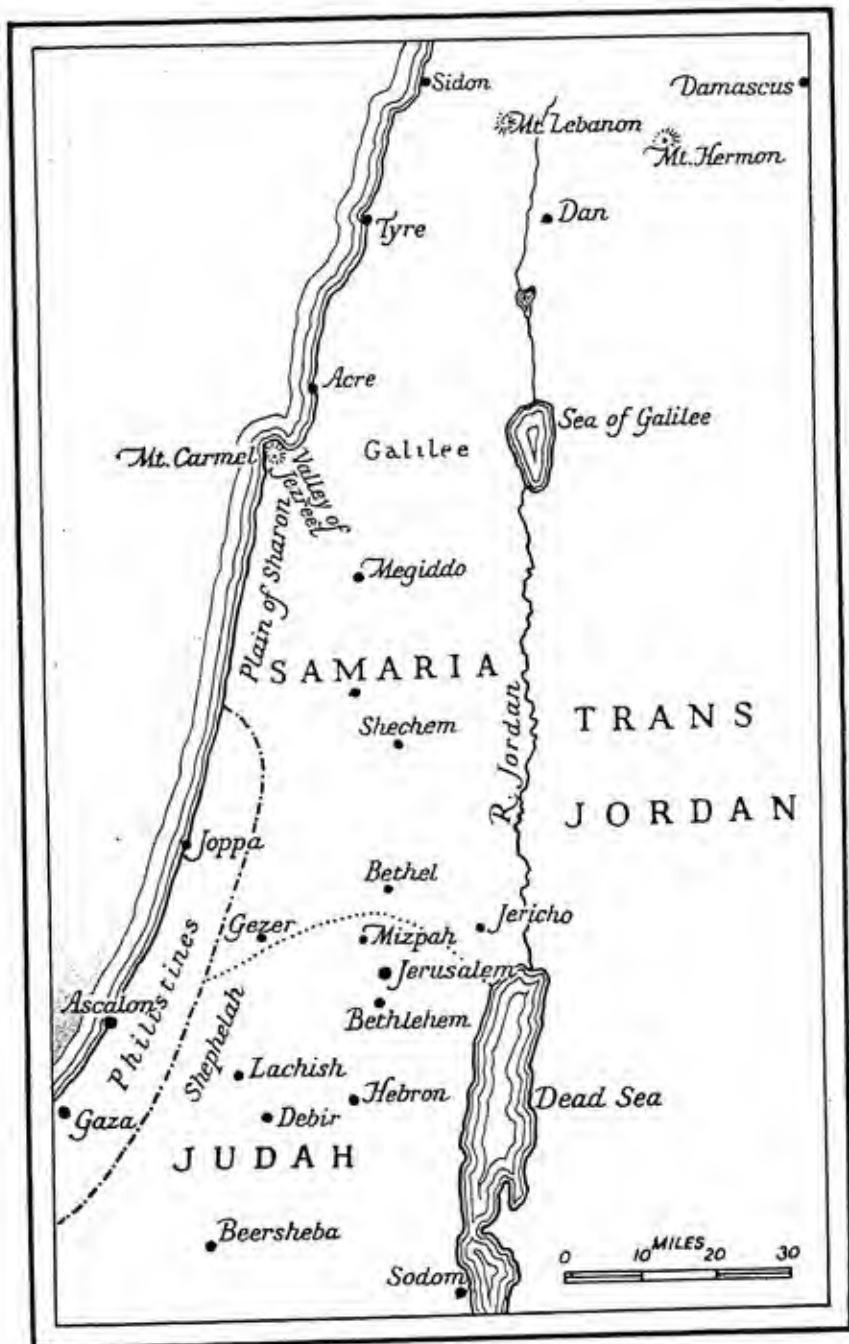 Sidon
Damascus
Mt. Lebanon
Mt. Hermon
Tyre
Dan
Acre
Sea of Galilee
Mt. Carmel
Valley of
Jezreel
Galilee
Plain of Sharon
Megiddo
SAMARIA
R. Jordan
TRANS
JORDAN
Shechem
Joppa
Bethel
Gezer
Jericho
Mizpah
Jerusalem
Philistines
Ascalon
Shephelah
Bethlehem
Lachish
Hebron
Dead Sea
Gaza.
Debir
JUDAH
Beersheba
Sodom
MILES
0 10 20 30